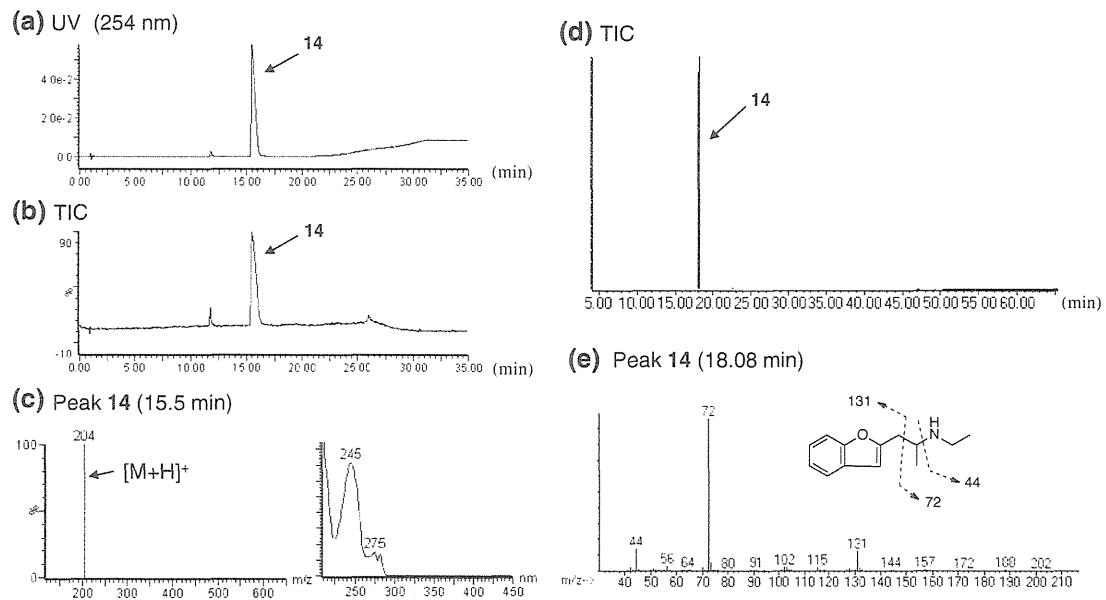 (a) UV (254 nm)
14
4 0e-2
2 0e-2
0 0
0 00 5 00 10 00 15 00 20 00 25 00 30.00 35 00 (min)
(b) TIC
14
90
%
-10
0.00 5 00 10 00 15 00 20 00 25 00 30 00 35 00 (min)
(c) Peak 14 (15.5 min)
204
100
[M+H]+
%
0
200 300 400 500 600 m/z
245
275
250 300 350 400 450 nm
(d) TIC
14
5.00 10.00 15.00 20.00 25.00 30.00 35.00 40.00 45.00 50.00 55 00 60.00 (min)
(e) Peak 14 (18.08 min)
72
131
O
H
N
44
72
44
56 64 80 91 102 115 131 144 157 172 188 202
m/z-->
40 50 60 70 80 90 100 110 120 130 140 150 160 170 180 190 200 210